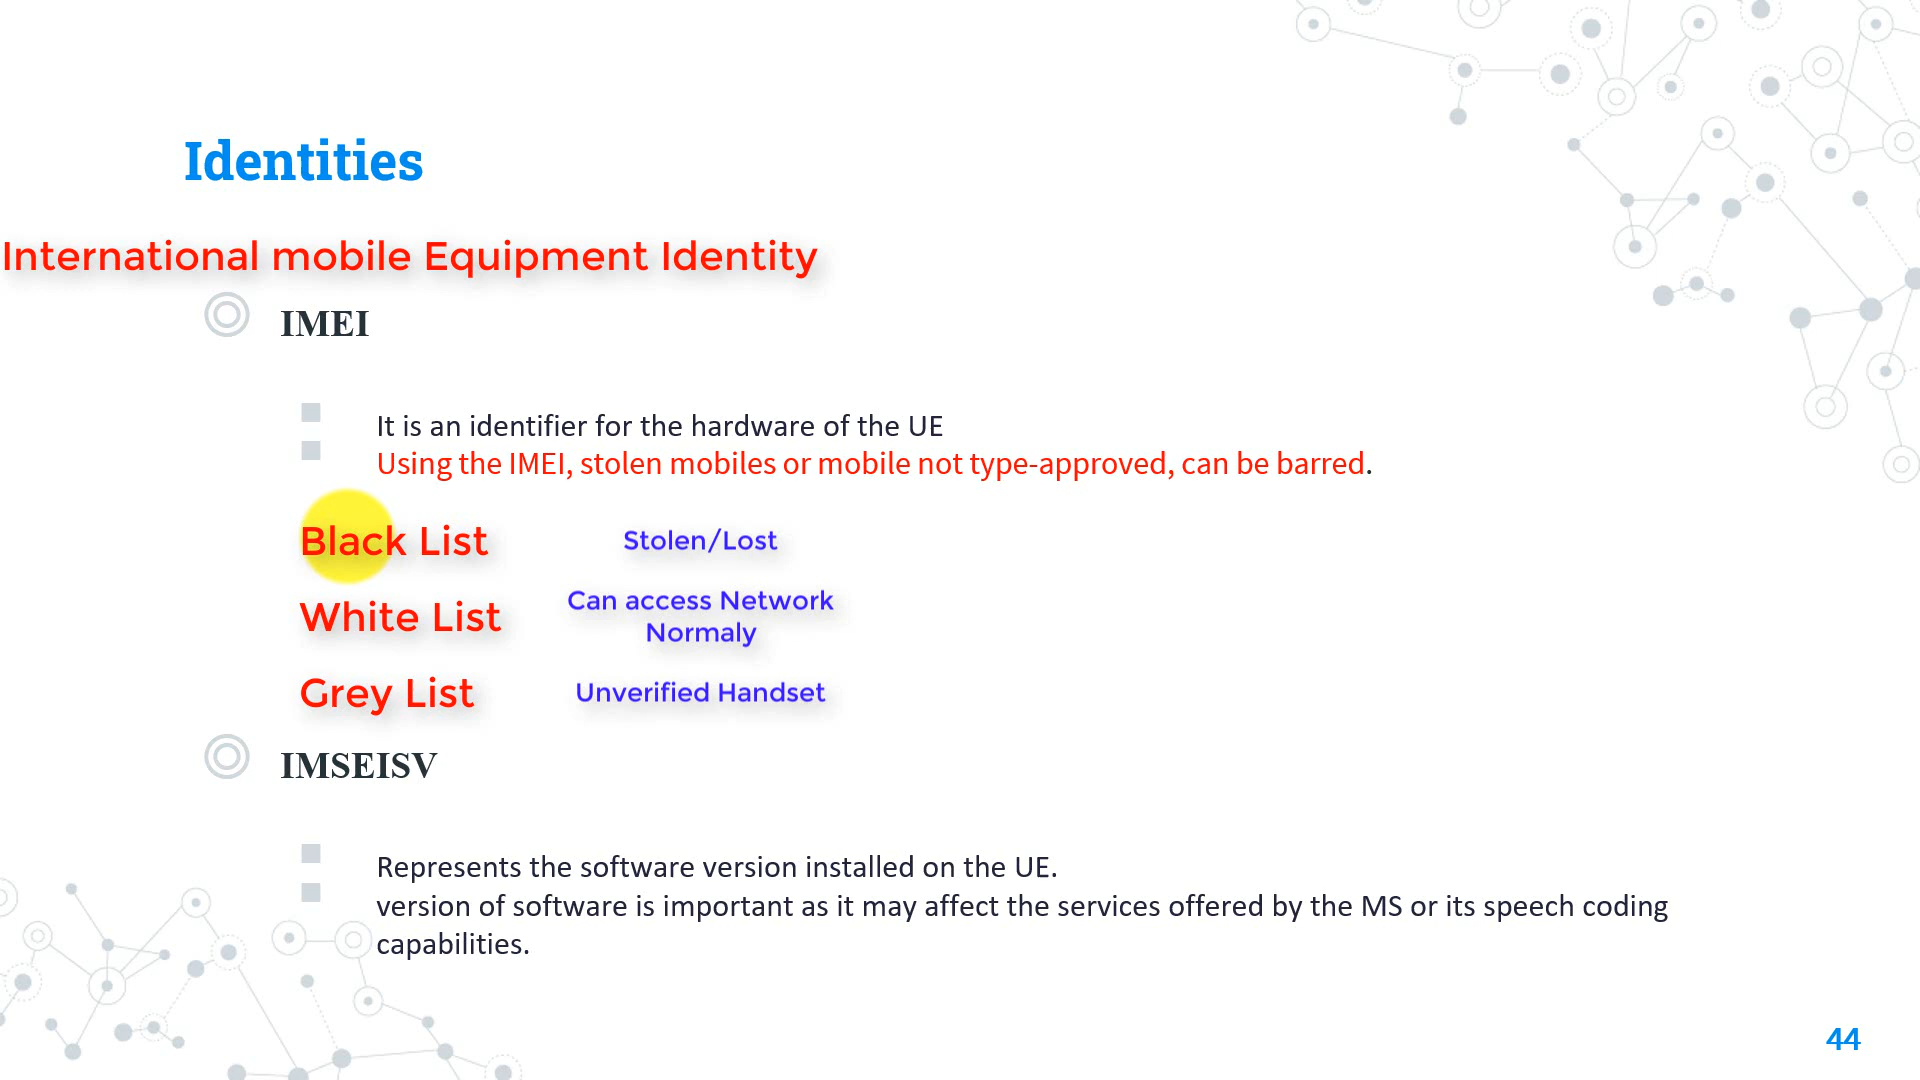 Identities
International mobile Equipment Identity
IMEI
It is an identifier for the hardware of the UE
Using the IMEI, stolen mobiles or mobile not type-approved, can be barred.
Black List
Stolen/Lost
White List
Can access Network
Normaly
Grey List
Unverified Handset
IMSEISV
Represents the software version installed on the UE.
version of software is important as it may affect the services offered by the MS or its speech coding
capabilities.
44